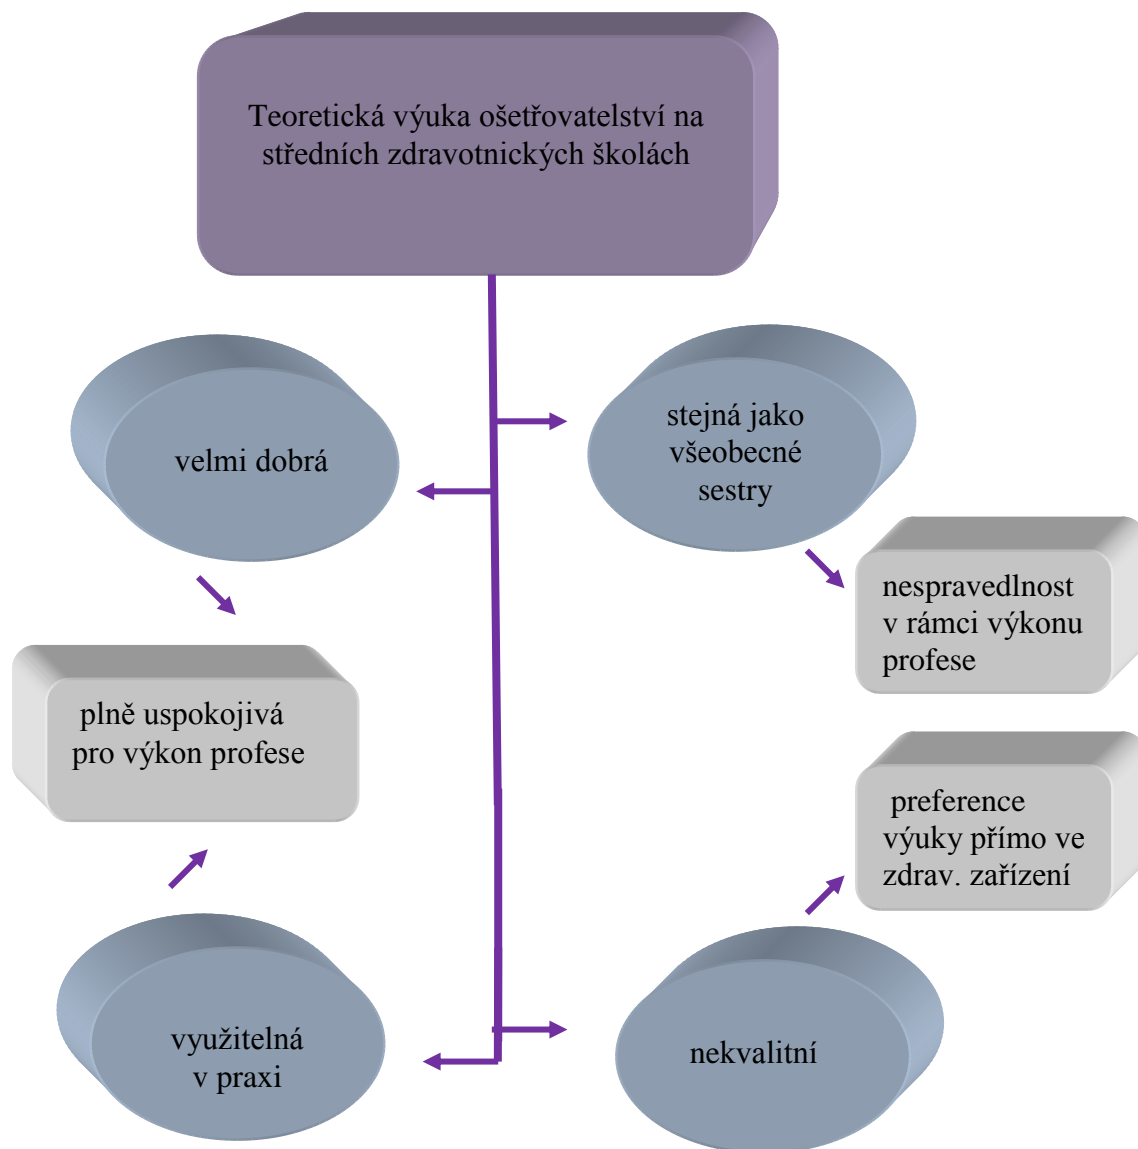 Teoretická výuka ošetřovatelství na
středních zdravotnických školách
velmi dobrá
stejná jako
všeobecné
sestry
nespravedlnost
v rámci výkonu
profese
plně uspokojivá
pro výkon profese
preference
výuky přímo ve
zdrav. zařízení
využitelná
v praxi
nekvalitní